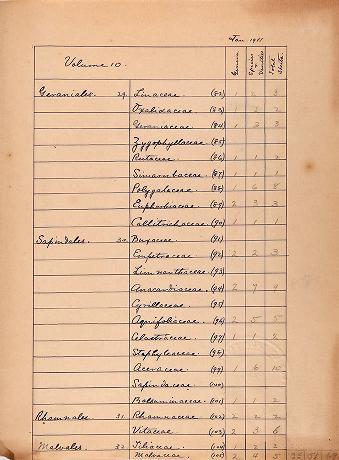 Jan. 1911
Volume 10. Genera Species Varieties Total Sheets
Geraniales. 29. Linaceae. (82) 1 2 3
Oxalidaceae. (83) 1 2 2
Geraniaceae. (84) 1 3 3
Zygophyllaceae. (85)
Rutaceae. (86) 1 1 2
Simarubaceae. (87) 1 1 1
Polygalaceae. (88) 1 6 8
Euphorbiaceae. (89) 2 3 3
Callitrichaceae. (90) 1 1 1
Sapindales. 30. Buxaceae. (91)
Empetraceae. (92) 2 2 3
Limnanthaceae. (93)
Anacardiaceae. (94) 2 7 9
Cyrillaceae. (95)
Aquifoliaceae. (96) 2 5 5
Celastraceae. (97) 1 1 2
Staphyleaceae. (98)
Aceraceae. (99) 1 6 10
Sapindaceae. (100)
Balsaminaceae. (101) 1 1 2
Rhamnales. 31. Rhamnaceae. (102) 2 2 2
Vitaceae. (103) 2 3 6
Malvales. 32. Tiliaceae. (104) 1 2 2
Malvaceae. (105) 2 4 5